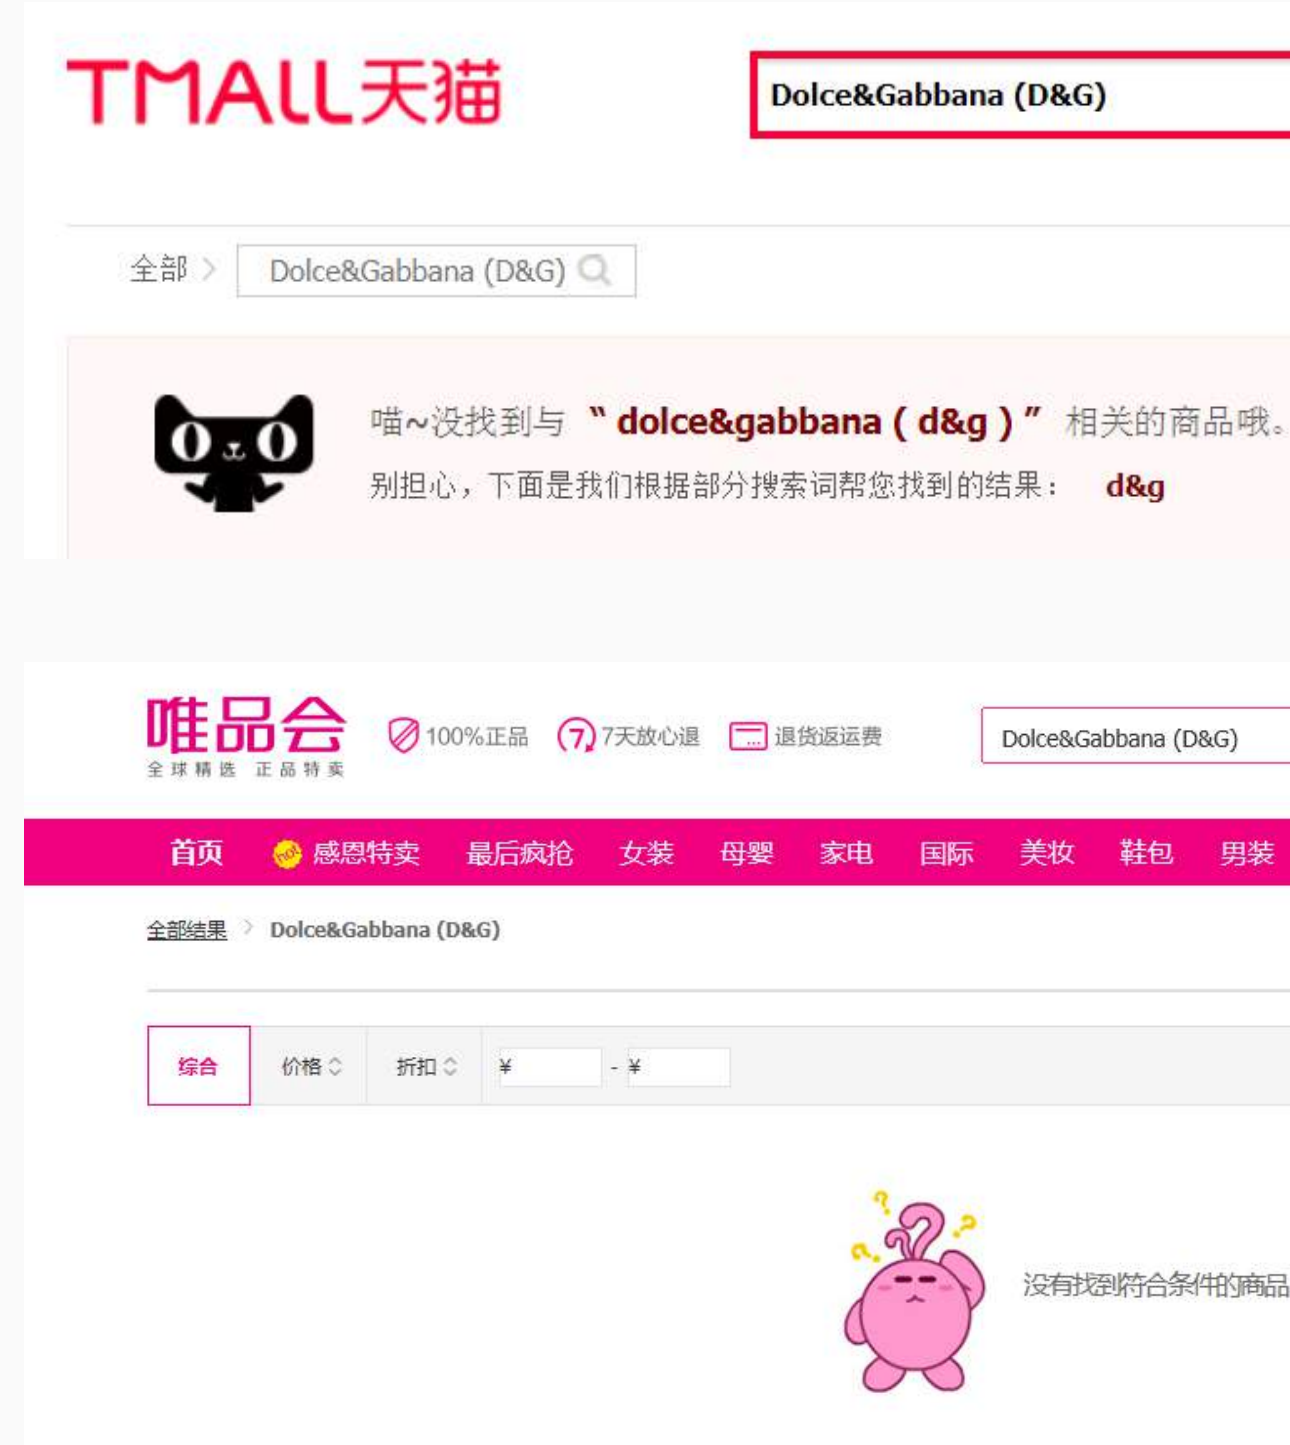 TMALL天猫
Dolce&Gabbana (D&G)
全部 > Dolce&Gabbana (D&G)
喵~没找到与 “dolce&gabbana ( d&g )” 相关的商品哦。
别担心，下面是我们根据部分搜索词帮您找到的结果： d&g
唯品会
全球精选 正品特卖
100%正品 7 7天放心退 退货返运费
Dolce&Gabbana (D&G)
首页 hot 感恩特卖 最后疯抢 女装 母婴 家电 国际 美妆 鞋包 男装
全部结果 > Dolce&Gabbana (D&G)
综合 价格 折扣 ¥ - ¥
? ? ? ?
没有找到符合条件的商品